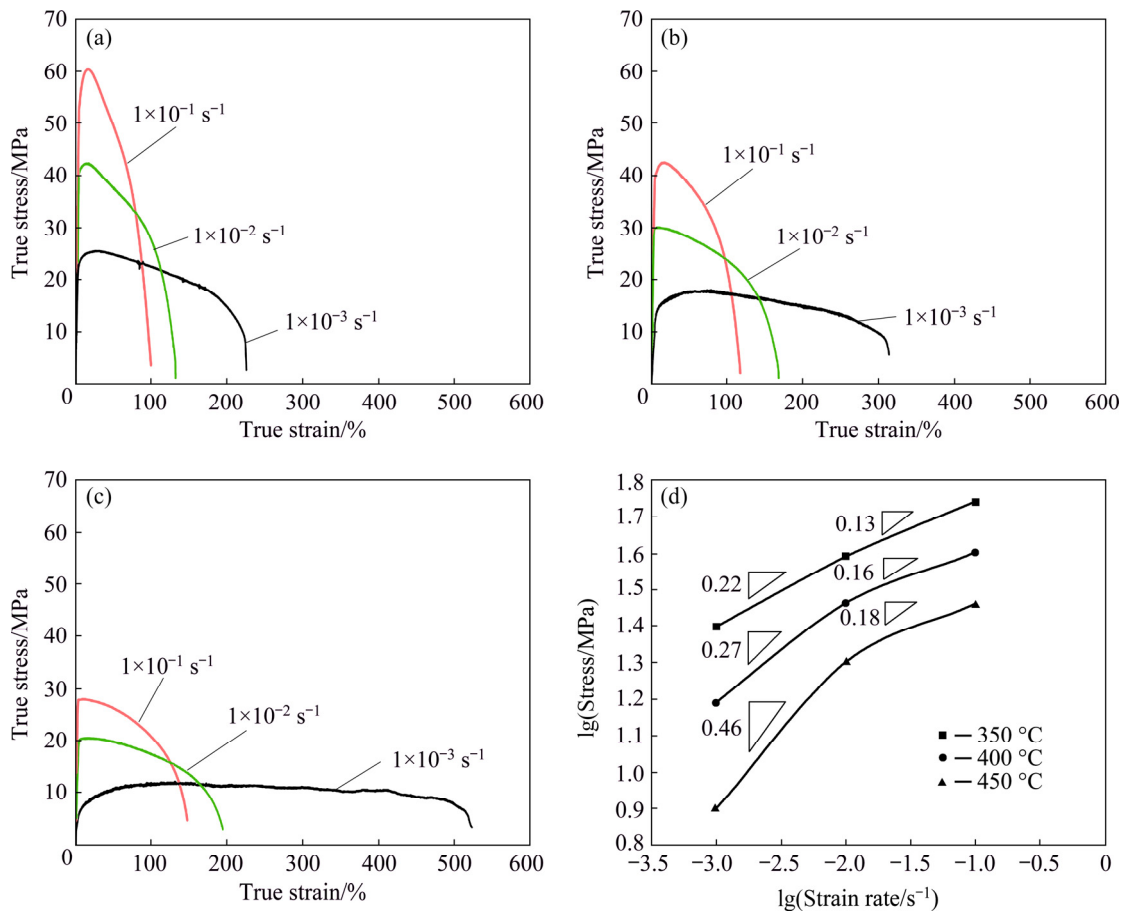 (a)
70
60
50
40
30
20
10
0
True stress/MPa
1×10⁻¹ s⁻¹
1×10⁻² s⁻¹
1×10⁻³ s⁻¹
100 200 300 400 500 600
True strain/%
(b)
70
60
50
40
30
20
10
0
True stress/MPa
1×10⁻¹ s⁻¹
1×10⁻² s⁻¹
1×10⁻³ s⁻¹
100 200 300 400 500 600
True strain/%
(c)
70
60
50
40
30
20
10
0
True stress/MPa
1×10⁻¹ s⁻¹
1×10⁻² s⁻¹
1×10⁻³ s⁻¹
100 200 300 400 500 600
True strain/%
(d)
1.8
1.7
1.6
1.5
1.4
1.3
1.2
1.1
1.0
0.9
0.8
lg(Stress/MPa)
0.13
0.22
0.16
0.18
0.27
0.46
350 °C
400 °C
450 °C
−3.5 −3.0 −2.5 −2.0 −1.5 −1.0 −0.5 0
lg(Strain rate/s⁻¹)